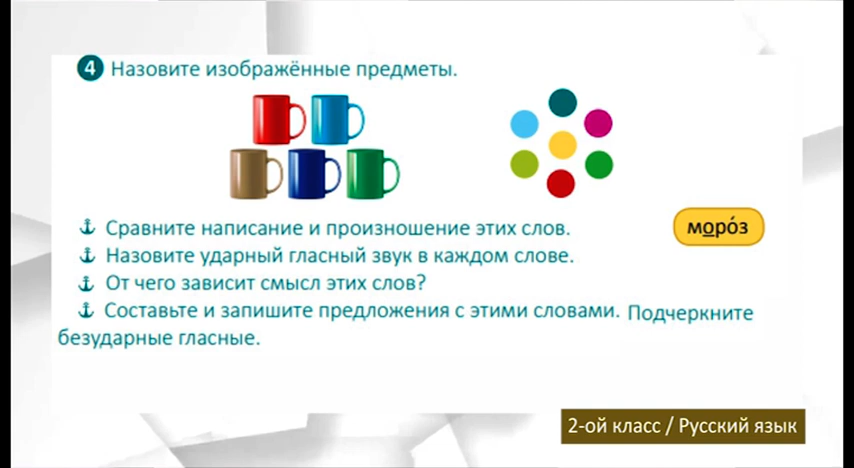 4 Назовите изображённые предметы.
Сравните написание и произношение этих слов.
моро́з
Назовите ударный гласный звук в каждом слове.
От чего зависит смысл этих слов?
Составьте и запишите предложения с этими словами. Подчеркните
безударные гласные.
2-ой класс / Русский язык